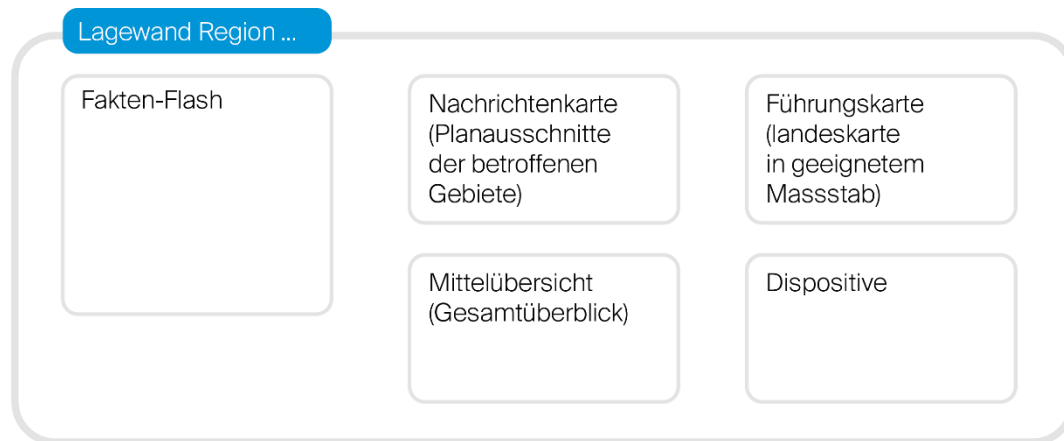 Lagewand Region ...
Fakten-Flash
Nachrichtenkarte
(Planausschnitte
der betroffenen
Gebiete)
Führungskarte
(landeskarte
in geeignetem
Massstab)
Mittelübersicht
(Gesamtüberblick)
Dispositive